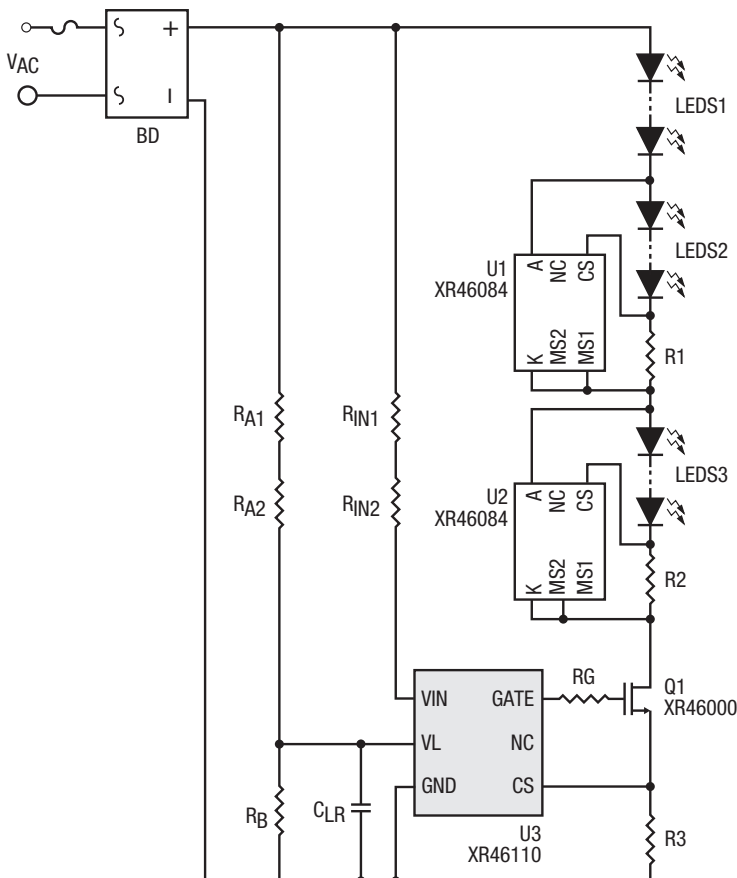 VAC
+
BD
LEDS1
U1
XR46084
A
NC
CS
K
MS2
MS1
LEDS2
R1
RA1
RIN1
RA2
RIN2
U2
XR46084
A
NC
CS
K
MS2
MS1
LEDS3
R2
VIN
GATE
VL
NC
GND
CS
RG
Q1
XR46000
RB
CLR
U3
XR46110
R3